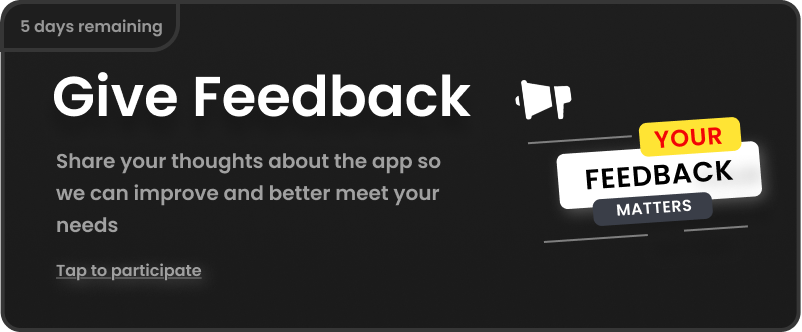 5 days remaining
Give Feedback
Share your thoughts about the app so
we can improve and better meet your
needs
Tap to participate
YOUR
FEEDBACK
MATTERS